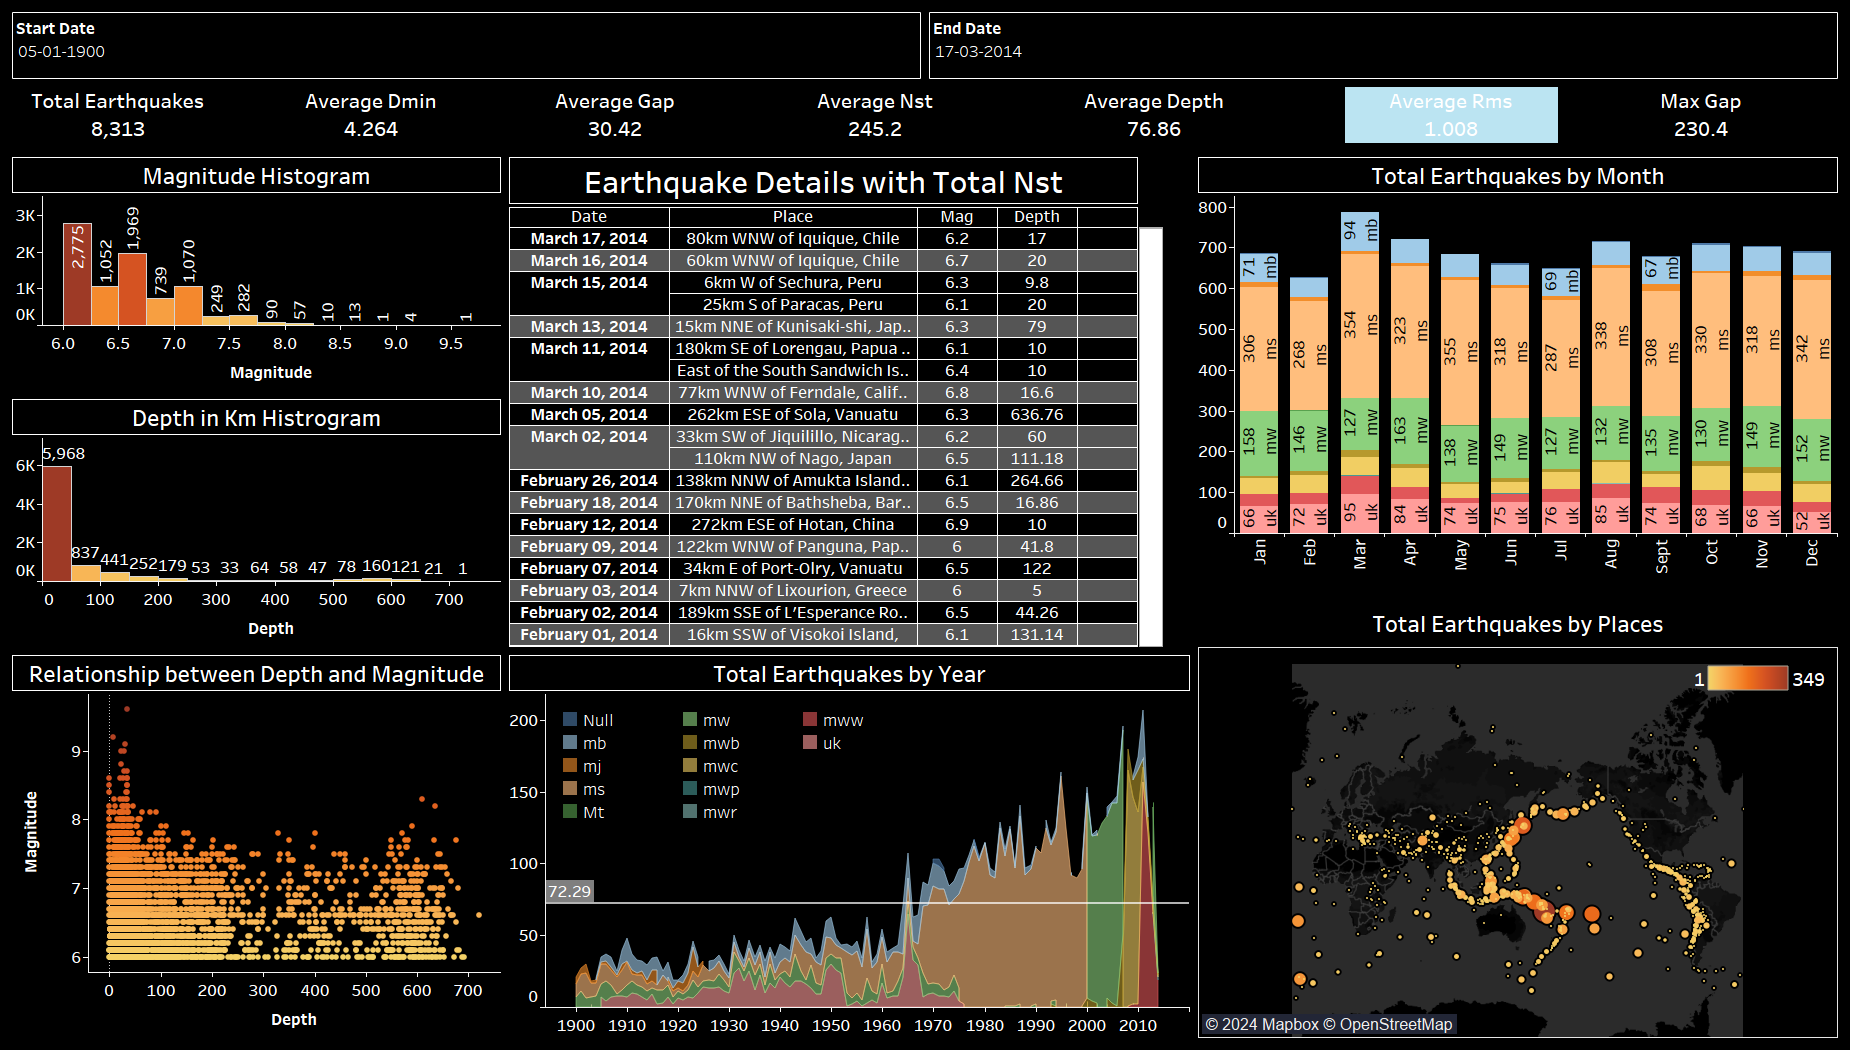 Start Date
05-01-1900
End Date
17-03-2014
Total Earthquakes
8,313
Average Dmin
4.264
Average Gap
30.42
Average Nst
245.2
Average Depth
76.86
Average Rms
1.008
Max Gap
230.4
Magnitude Histogram
3K
2K
1K
0K
2,775
1,052
1,969
739
1,070
249
282
90
57
10
13
1
4
1
6.0 6.5 7.0 7.5 8.0 8.5 9.0 9.5
Magnitude
Depth in Km Histrogram
6K
4K
2K
0K
5,968
837 441 252 179 53 33 64 58 47 78 160 121 21 1
0 100 200 300 400 500 600 700
Depth
Relationship between Depth and Magnitude
9
8
7
6
Magnitude
0 100 200 300 400 500 600 700
Depth
Earthquake Details with Total Nst
Date Place Mag Depth
March 17, 2014 80km WNW of Iquique, Chile 6.2 17
March 16, 2014 60km WNW of Iquique, Chile 6.7 20
March 15, 2014 6km W of Sechura, Peru 6.3 9.8
25km S of Paracas, Peru 6.1 20
March 13, 2014 15km NNE of Kunisaki-shi, Jap.. 6.3 79
March 11, 2014 180km SE of Lorengau, Papua .. 6.1 10
East of the South Sandwich Is.. 6.4 10
March 10, 2014 77km WNW of Ferndale, Calif.. 6.8 16.6
March 05, 2014 262km ESE of Sola, Vanuatu 6.3 636.76
March 02, 2014 33km SW of Jiquilillo, Nicarag.. 6.2 60
110km NW of Nago, Japan 6.5 111.18
February 26, 2014 138km NNW of Amukta Island.. 6.1 264.66
February 18, 2014 170km NNE of Bathsheba, Bar.. 6.5 16.86
February 12, 2014 272km ESE of Hotan, China 6.9 10
February 09, 2014 122km WNW of Panguna, Pap.. 6 41.8
February 07, 2014 34km E of Port-Olry, Vanuatu 6.5 122
February 03, 2014 7km NNW of Lixourion, Greece 6 5
February 02, 2014 189km SSE of L’Esperance Ro.. 6.5 44.26
February 01, 2014 16km SSW of Visokoi Island, 6.1 131.14
Total Earthquakes by Year
200
150
100
50
0
72.29
Null
mb
mj
ms
Mt
mw
mwb
mwc
mwp
mwr
mww
uk
1900 1910 1920 1930 1940 1950 1960 1970 1980 1990 2000 2010
Total Earthquakes by Month
800
700
600
500
400
300
200
100
0
71 mb
306 ms
158 mw
66 uk
268 ms
146 mw
72 uk
94 mb
354 ms
127 mw
95 uk
323 ms
163 mw
84 uk
355 ms
138 mw
74 uk
318 ms
149 mw
75 uk
69 mb
287 ms
127 mw
76 uk
338 ms
132 mw
85 uk
67 mb
308 ms
135 mw
74 uk
330 ms
130 mw
68 uk
318 ms
149 mw
66 uk
342 ms
152 mw
52 uk
Jan Feb Mar Apr May Jun Jul Aug Sept Oct Nov Dec
Total Earthquakes by Places
1 349
© 2024 Mapbox © OpenStreetMap